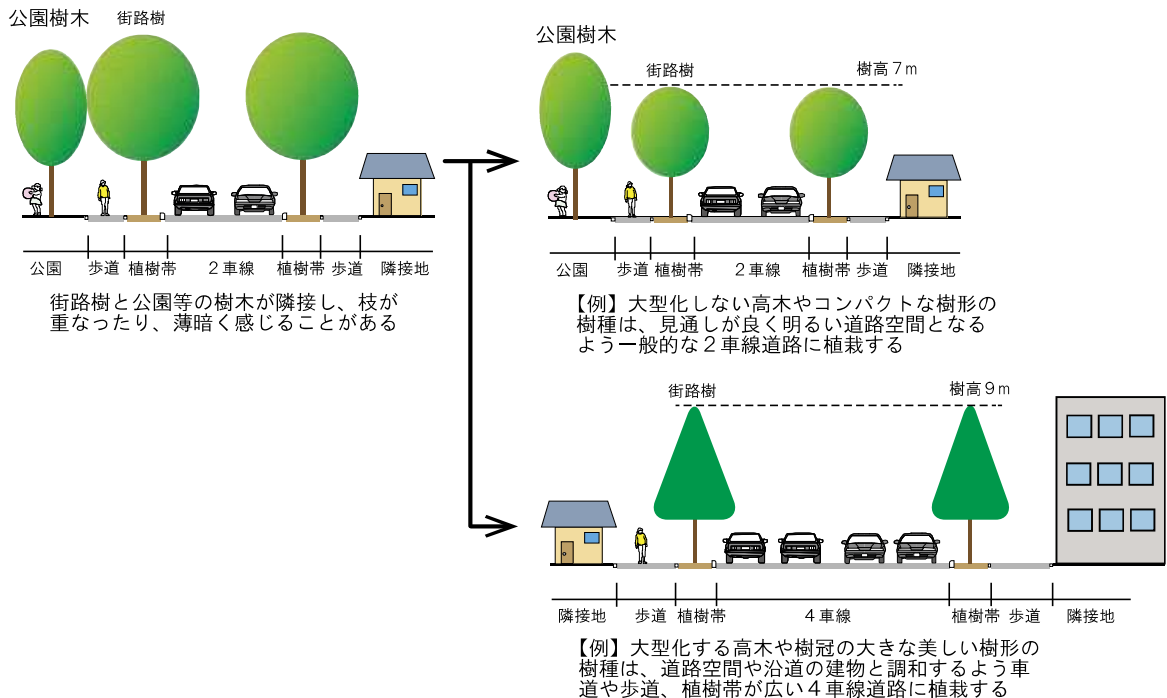 公園樹木
街路樹
公園 歩道 植樹帯 2車線 植樹帯 歩道 隣接地
街路樹と公園等の樹木が隣接し、枝が
重なったり、薄暗く感じることがある
公園樹木
街路樹
樹高7m
公園 歩道 植樹帯 2車線 植樹帯 歩道 隣接地
【例】大型化しない高木やコンパクトな樹形の
樹種は、見通しが良く明るい道路空間となる
よう一般的な2車線道路に植栽する
街路樹
樹高9m
隣接地 歩道 植樹帯 4車線 植樹帯 歩道 隣接地
【例】大型化する高木や樹冠の大きな美しい樹形の
樹種は、道路空間や沿道の建物と調和するよう車
道や歩道、植樹帯が広い4車線道路に植栽する